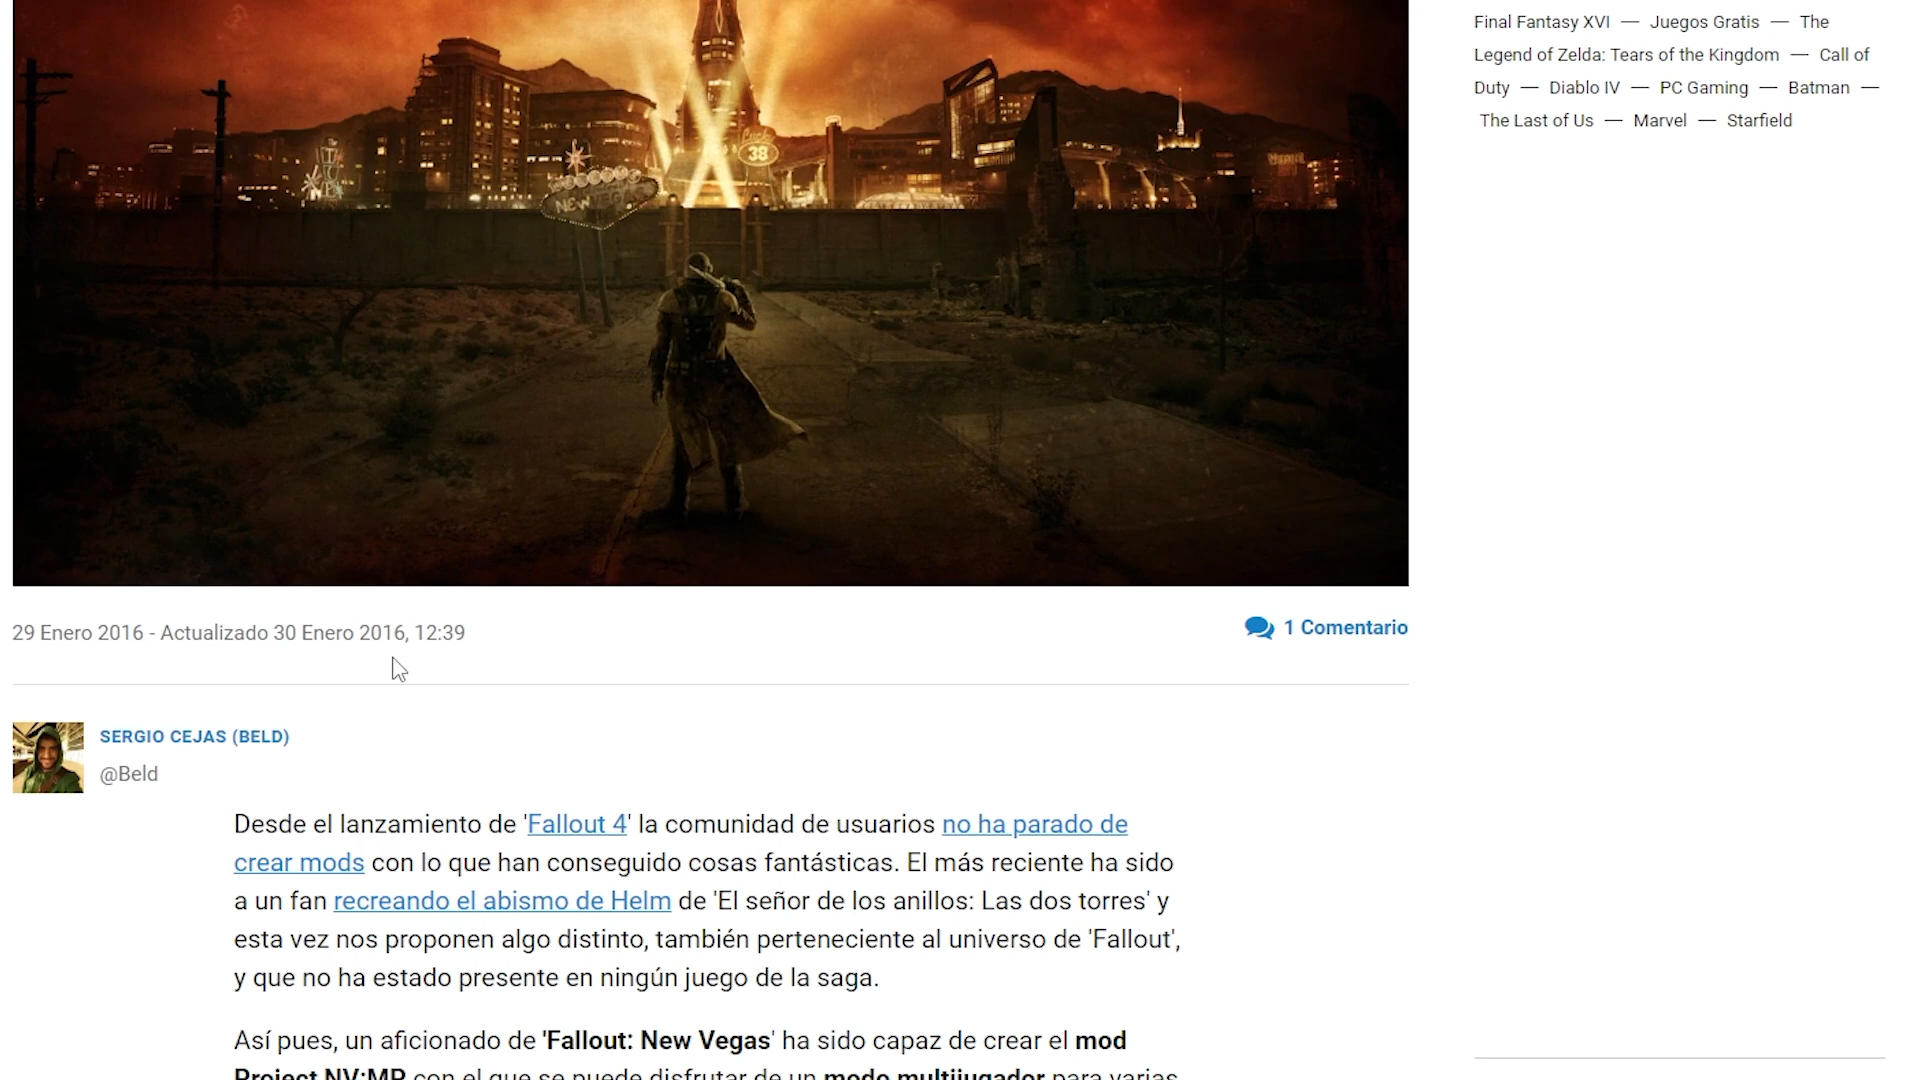 Final Fantasy XVI — Juegos Gratis — The
Legend of Zelda: Tears of the Kingdom — Call of
Duty — Diablo IV — PC Gaming — Batman —
The Last of Us — Marvel — Starfield
Lucky
38
NEW
29 Enero 2016 - Actualizado 30 Enero 2016, 12:39
1 Comentario
SERGIO CEJAS (BELD)
@Beld
Desde el lanzamiento de 'Fallout 4' la comunidad de usuarios no ha parado de
crear mods con lo que han conseguido cosas fantásticas. El más reciente ha sido
a un fan recreando el abismo de Helm de 'El señor de los anillos: Las dos torres' y
esta vez nos proponen algo distinto, también perteneciente al universo de 'Fallout',
y que no ha estado presente en ningún juego de la saga.
Así pues, un aficionado de 'Fallout: New Vegas' ha sido capaz de crear el mod
Project NV:MP con el que se puede disfrutar de un modo multijugador para varias